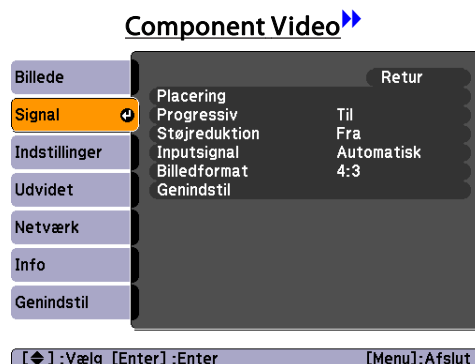 Component Video
Billede
Signal
Indstillinger
Udvidet
Netværk
Info
Genindstil
Retur
Placering
Progressiv Til
Støjreduktion Fra
Inputsignal Automatisk
Billedformat 4:3
Genindstil
[ ] :Vælg [Enter] :Enter [Menu]:Afslut